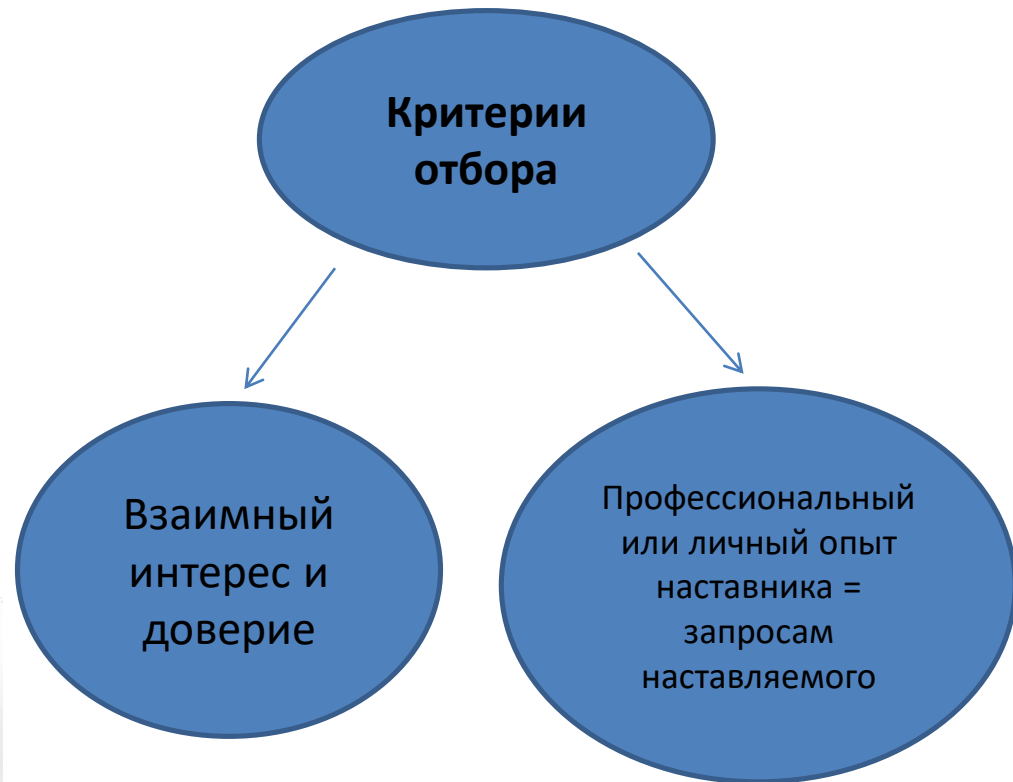 Критерии
отбора
Взаимный
интерес и
доверие
Профессиональный
или личный опыт
наставника =
запросам
наставляемого